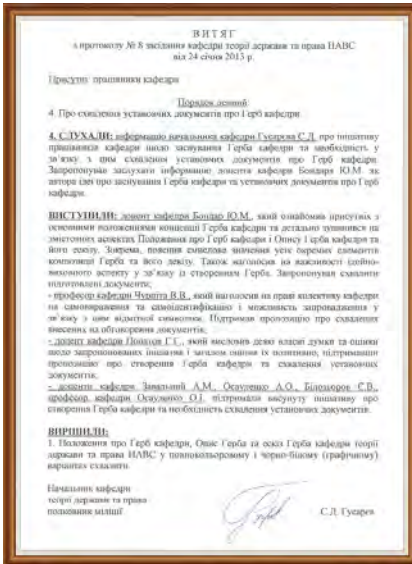 ВИТЯГ
з протоколу № 8 засідання кафедри теорії держави та права НАВС
від 24 січня 2013 р.
Присутні: працівники кафедри
Порядок денний:
4. Про схвалення установчих документів про Герб кафедри
4. СЛУХАЛИ: інформацію начальника кафедри Гусарєва С.Д. про ініціативу
працівників кафедри щодо заснування Герба кафедри та необхідність у
зв'язку з цим схвалення установчих документів про Герб кафедри.
Запропонував заслухати інформацію доцента кафедри Бондаря Ю.М. як
автора ідеї про заснування Герба кафедри та установчих документів про Герб
кафедри.
ВИСТУПИЛИ: доцент кафедри Бондар Ю.М., який ознайомив присутніх з
основними положеннями концепції Герба кафедри та детально зупинився на
змістовних аспектах Положення про Герб кафедри і Опису Герба кафедри та
його ескізу. Зокрема, пояснив смислове значення усіх окремих елементів
композиції Герба та його девізу. Також наголосив на важливості ідейно-
виховного аспекту у зв'язку із створенням Герба. Запропонував схвалити
підготовлені документи;
- професор кафедри Чурпіта В.В., який наголосив на праві колективу кафедри
на самоврядування та самоідентифікацію і можливість запровадження у
зв'язку з цим відмітної символіки. Підтримав пропозицію про схвалення
внесених на обговорення документів;
- доцент кафедри Г.Г., який висловив деякі власні думки та оцінки
щодо запропонованих ініціатив і загалом оцінив їх позитивно, підтримавши
пропозицію про створення Герба кафедри та схвалення установчих
документів;
- доценти кафедри Завальний А.М., Осауленко А.О., Білозьоров Є.В.,
професор кафедри Осауленко О.І. підтримали висунуту ініціативу про
створення Герба кафедри та необхідність схвалення установчих документів.
ВИРІШИЛИ:
1. Положення про Герб кафедри, Опис Герба та ескіз Герба кафедри теорії
держави та права НАВС у повнокольоровому і чорно-білому (графічному)
варіантах схвалити.
Начальник кафедри
теорії держави та права
полковник міліції
С.Д. Гусарєв